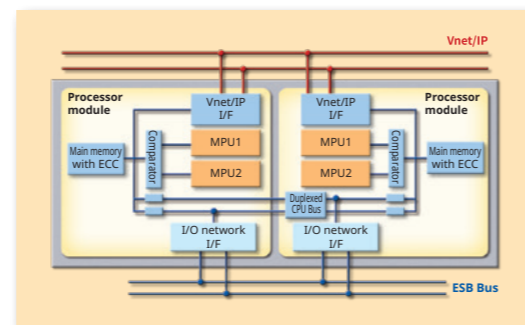 Vnet/IP
Processor
module
Vnet/IP
I/F
Main memory
with ECC
Comparator
MPU1
MPU2
I/O network
I/F
Duplexed
CPU Bus
Processor
module
Vnet/IP
I/F
MPU1
MPU2
Comparator
Main memory
with ECC
I/O network
I/F
ESB Bus